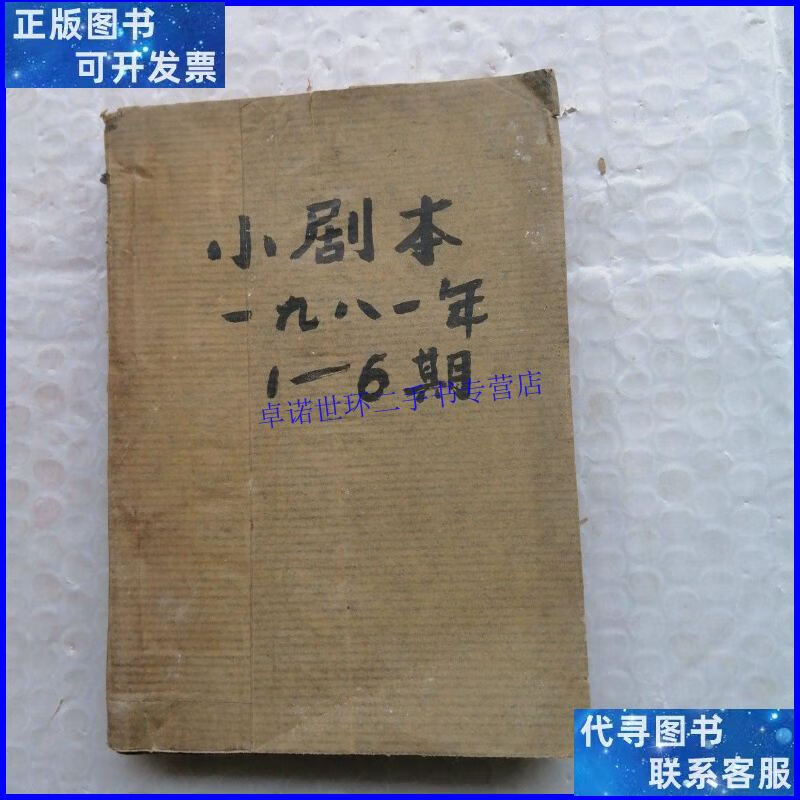 正版图书
可开发票
小剧本
一九八一年
1—6期
卓诺世环二手书专营店
代寻图书
联系客服